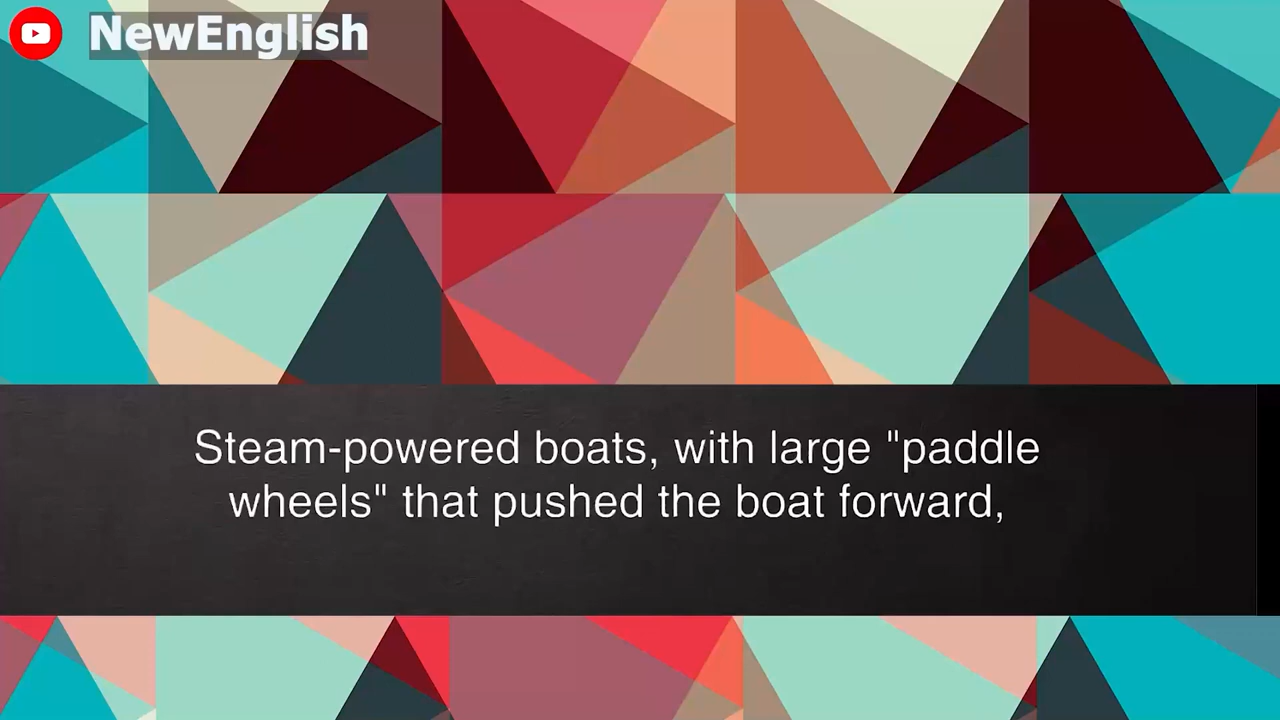 NewEnglish
Steam-powered boats, with large "paddle
wheels" that pushed the boat forward,